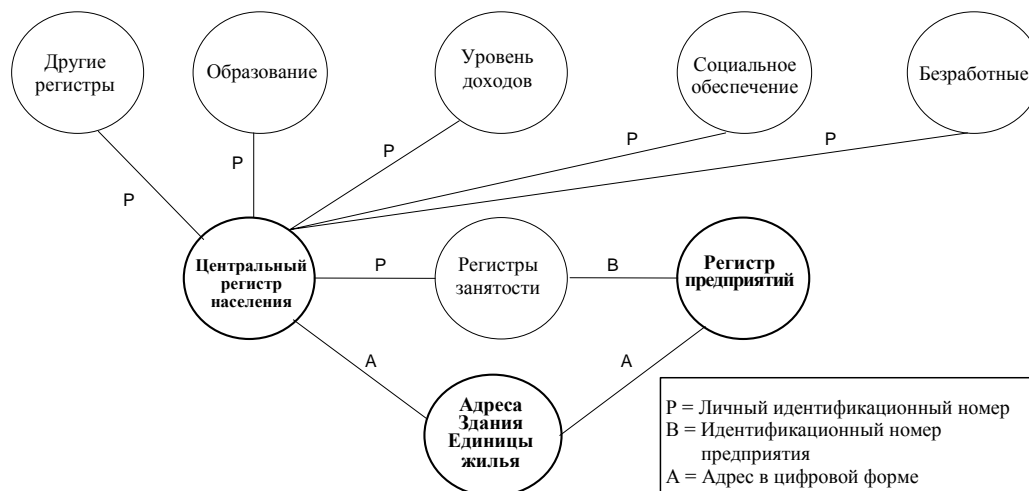 Другие
регистры
Образование
Уровень
доходов
Социальное
обеспечение
Безработные
P
P
P
P
P
Центральный
регистр
населения
P
Регистры
занятости
B
Регистр
предприятий
A
A
Адреса
Здания
Единицы
жилья
P = Личный идентификационный номер
B = Идентификационный номер
предприятия
A = Адрес в цифровой форме